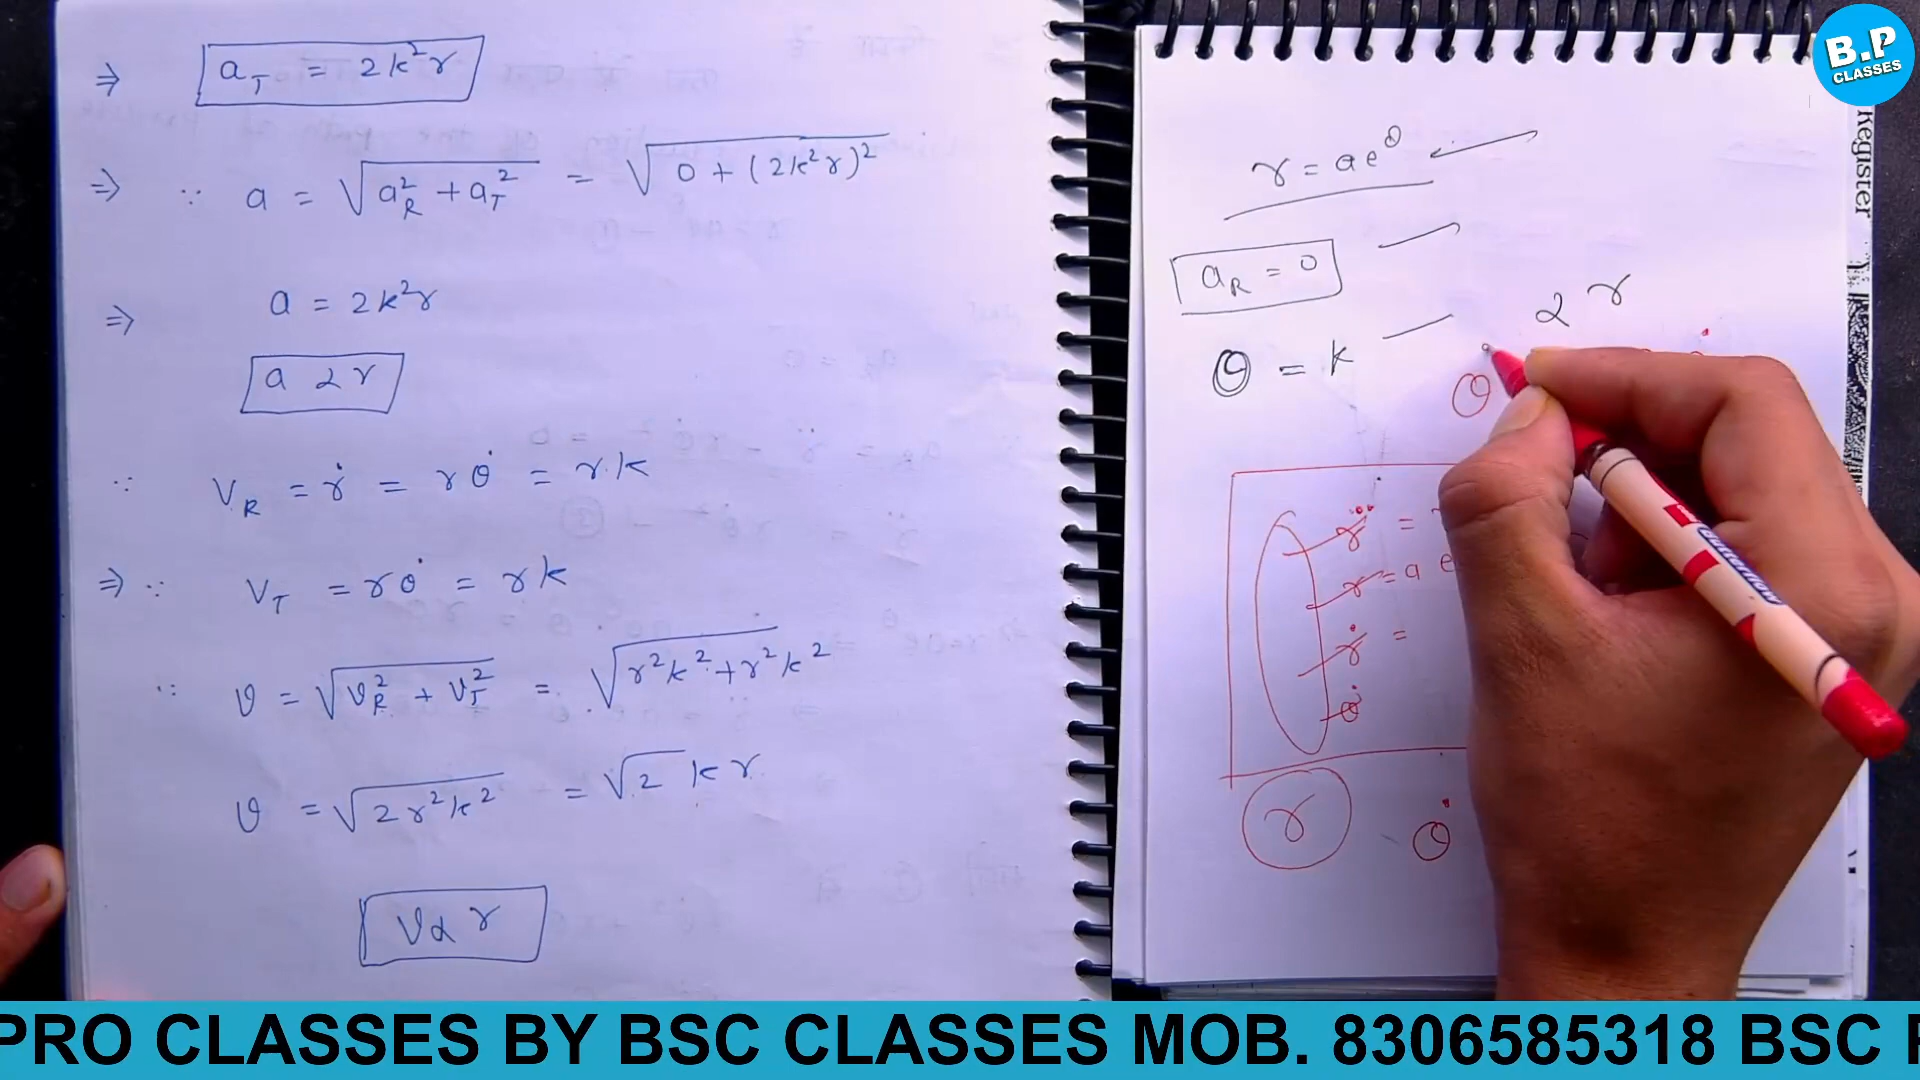 ⇒ a_T = 2k²r
⇒ ∵ a = √(a_R² + a_T²) = √(0 + (2k²r)²)
⇒ a = 2k²r
a α r
∵ V_R = ṙ = rθ̇ = r.k
⇒ ∵ V_T = rθ̇ = rk
∵ v = √(V_R² + V_T²) = √(r²k² + r²k²)
v = √(2r²k²) = √2 kr
V α r
r = ae^θ
a_R = 0
θ = k
α r
θ
r̈ =
r = a e
ṙ =
θ̇
r θ̇
B.P
CLASSES
Register
PRO CLASSES BY BSC CLASSES MOB. 8306585318 BSC